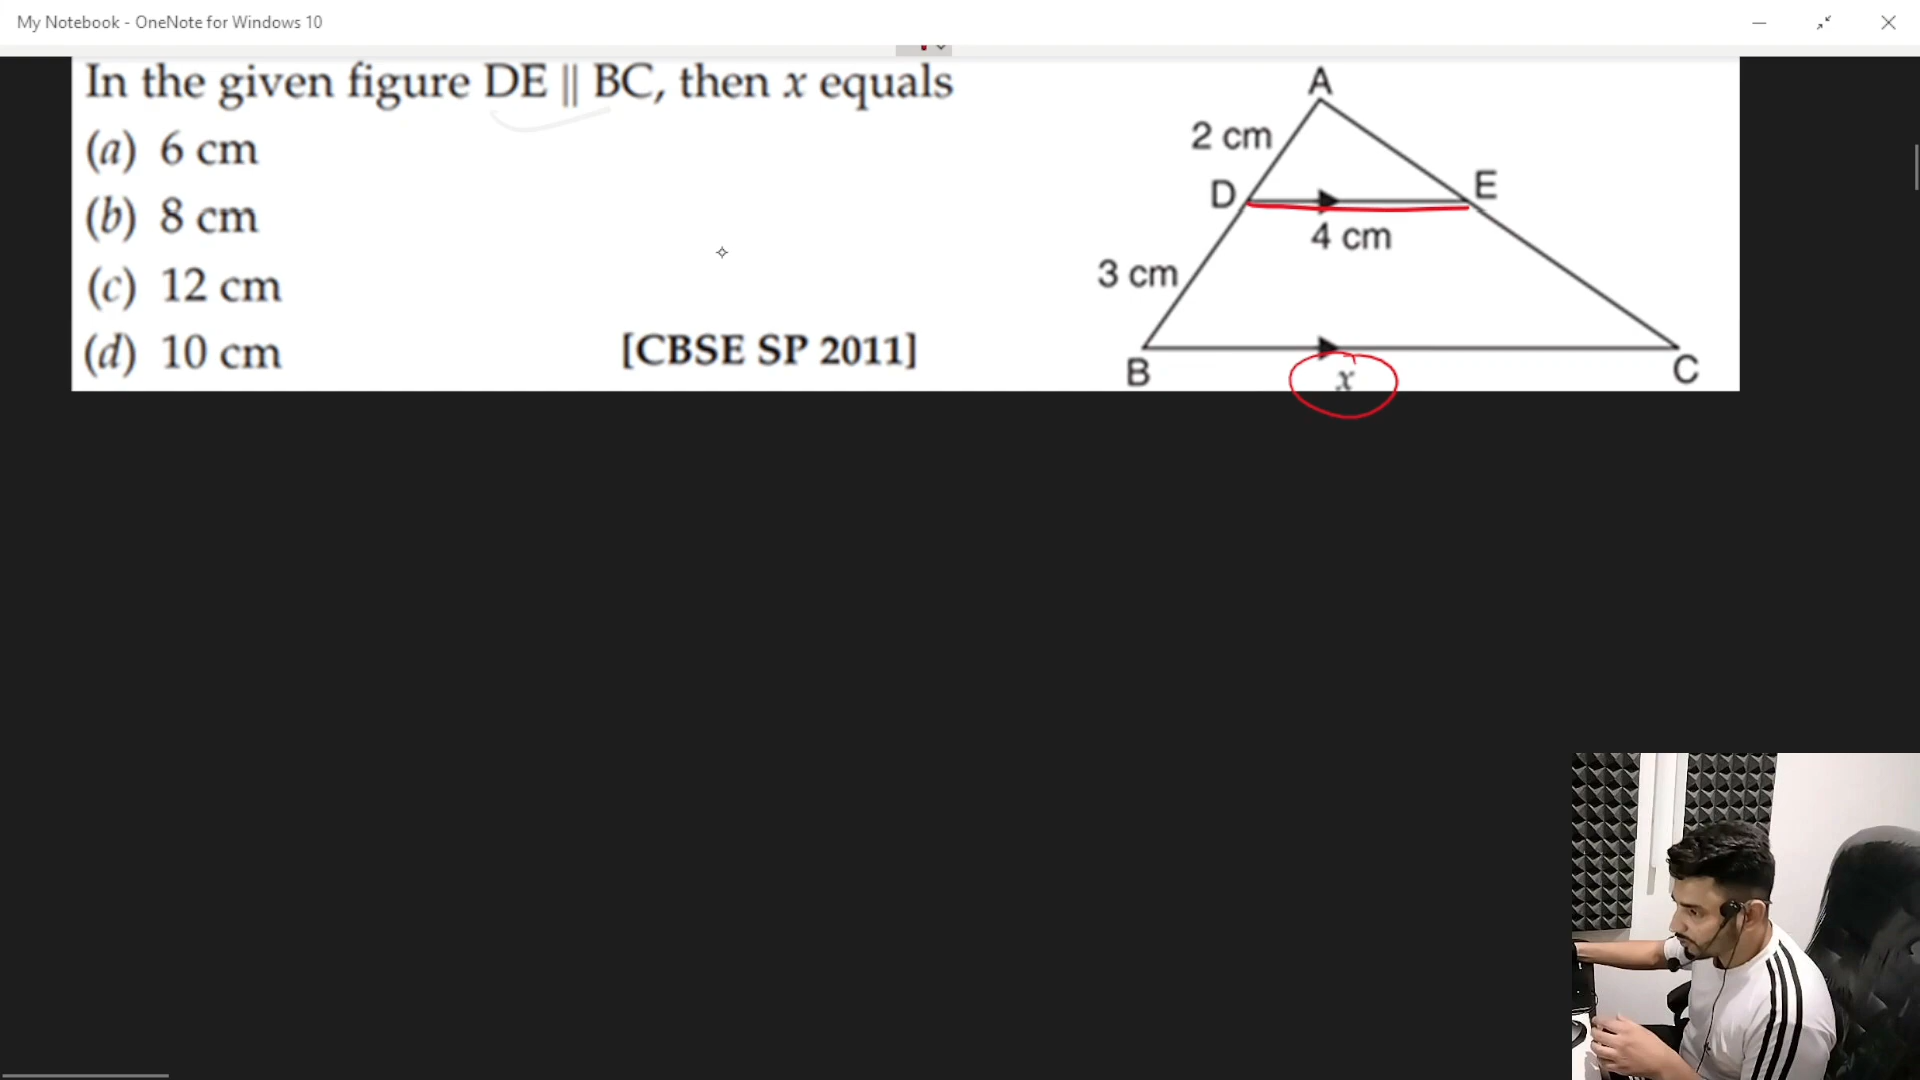 My Notebook - OneNote for Windows 10
In the given figure DE || BC, then x equals
(a) 6 cm
(b) 8 cm
(c) 12 cm
(d) 10 cm
[CBSE SP 2011]
A
2 cm
D
E
4 cm
3 cm
B
x
C